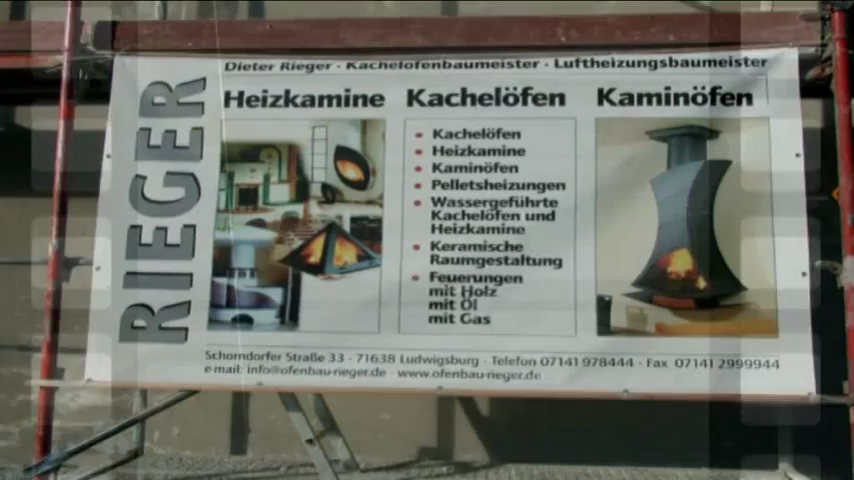 RIEGER
Dieter Rieger · Kachelofenbaumeister · Luftheizungsbaumeister
Heizkamine Kachelöfen Kaminöfen
• Kachelöfen
• Heizkamine
• Kaminöfen
• Pelletsheizungen
• Wassergeführte
Kachelöfen und
Heizkamine
• Keramische
Raumgestaltung
• Feuerungen
mit Holz
mit Öl
mit Gas
Schorndorfer Straße 33 · 71638 Ludwigsburg · Telefon 07141 978444 · Fax 07141 2999944
e-mail: info@ofenbau-rieger.de · www.ofenbau-rieger.de